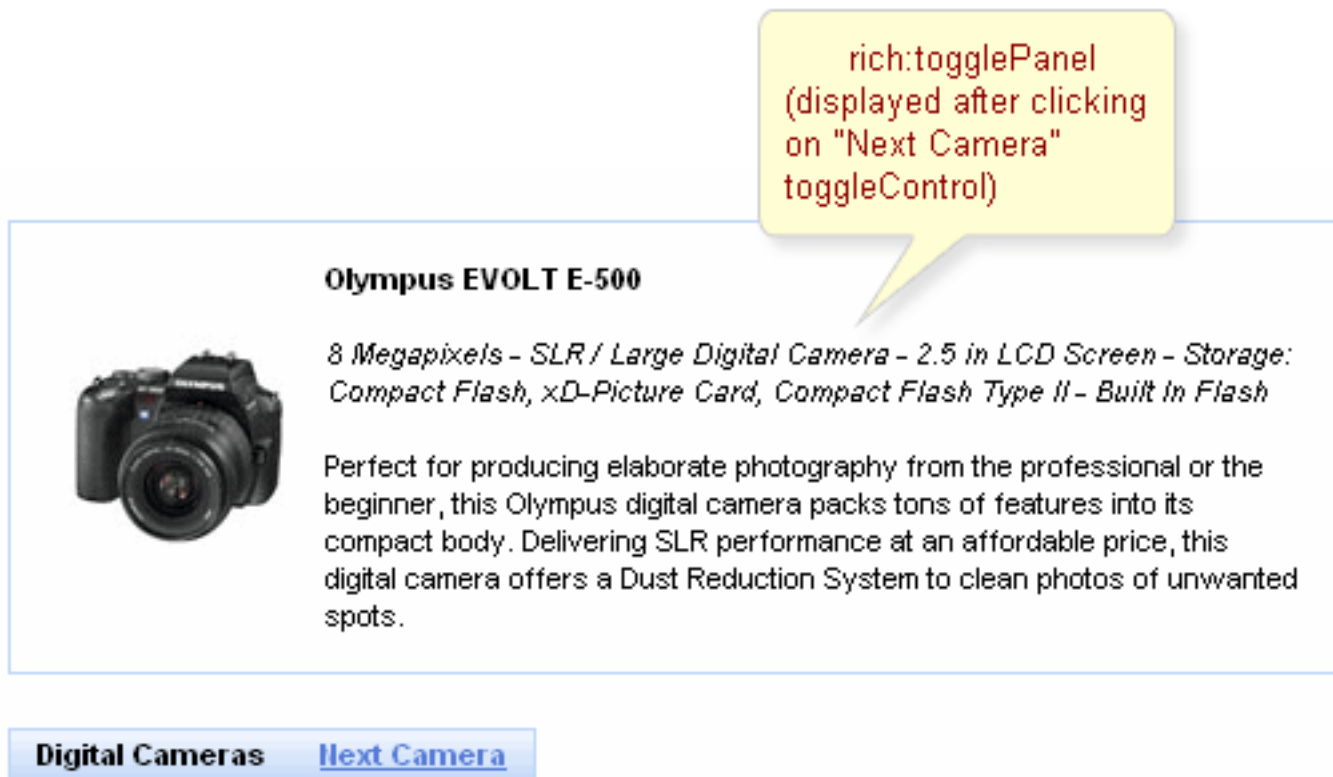 rich:togglePanel
(displayed after clicking
on "Next Camera"
toggleControl)
Olympus EVOLT E-500
8 Megapixels - SLR / Large Digital Camera - 2.5 in LCD Screen - Storage:
Compact Flash, xD-Picture Card, Compact Flash Type II - Built In Flash
Perfect for producing elaborate photography from the professional or the
beginner, this Olympus digital camera packs tons of features into its
compact body. Delivering SLR performance at an affordable price, this
digital camera offers a Dust Reduction System to clean photos of unwanted
spots.
Digital Cameras Next Camera